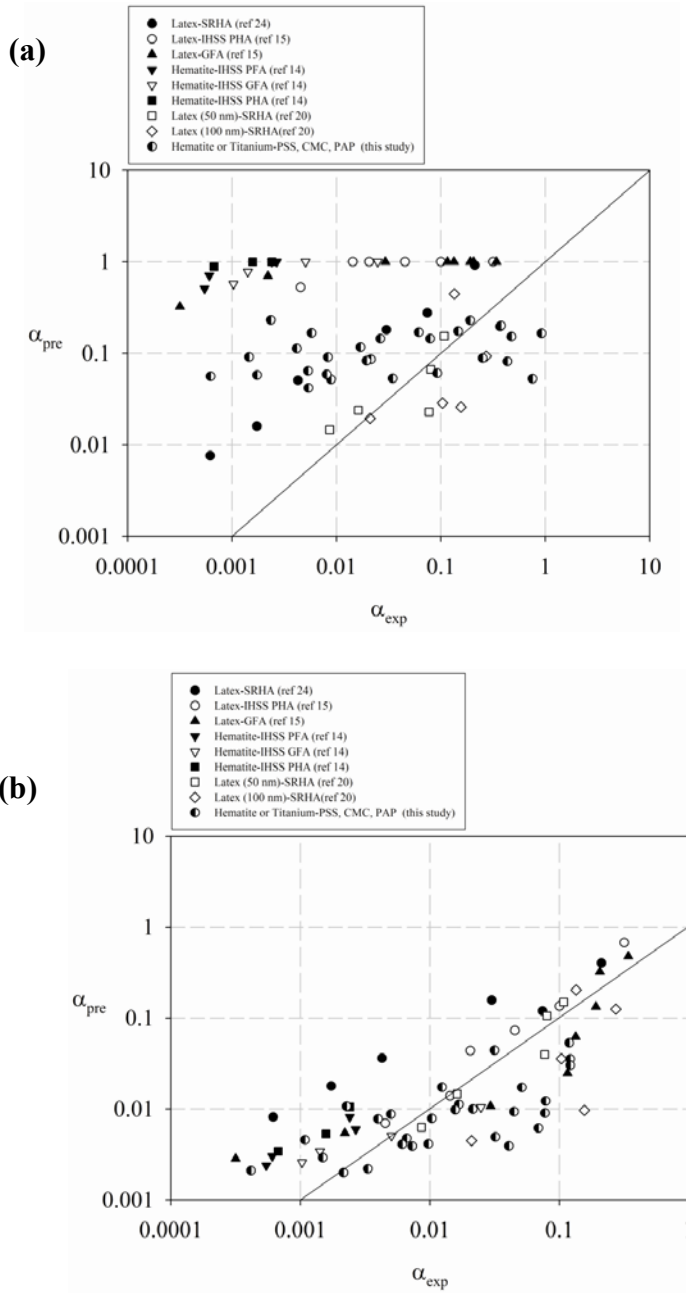 (a)
Latex-SRHA (ref 24)
Latex-IHSS PHA (ref 15)
Latex-GFA (ref 15)
Hematite-IHSS PFA (ref 14)
Hematite-IHSS GFA (ref 14)
Hematite-IHSS PHA (ref 14)
Latex (50 nm)-SRHA (ref 20)
Latex (100 nm)-SRHA(ref 20)
Hematite or Titanium-PSS, CMC, PAP (this study)
10
1
αpre
0.1
0.01
0.001
0.0001 0.001 0.01 0.1 1 10
αexp
(b)
Latex-SRHA (ref 24)
Latex-IHSS PHA (ref 15)
Latex-GFA (ref 15)
Hematite-IHSS PFA (ref 14)
Hematite-IHSS GFA (ref 14)
Hematite-IHSS PHA (ref 14)
Latex (50 nm)-SRHA (ref 20)
Latex (100 nm)-SRHA(ref 20)
Hematite or Titanium-PSS, CMC, PAP (this study)
10
1
αpre
0.1
0.01
0.001
0.0001 0.001 0.01 0.1
αexp